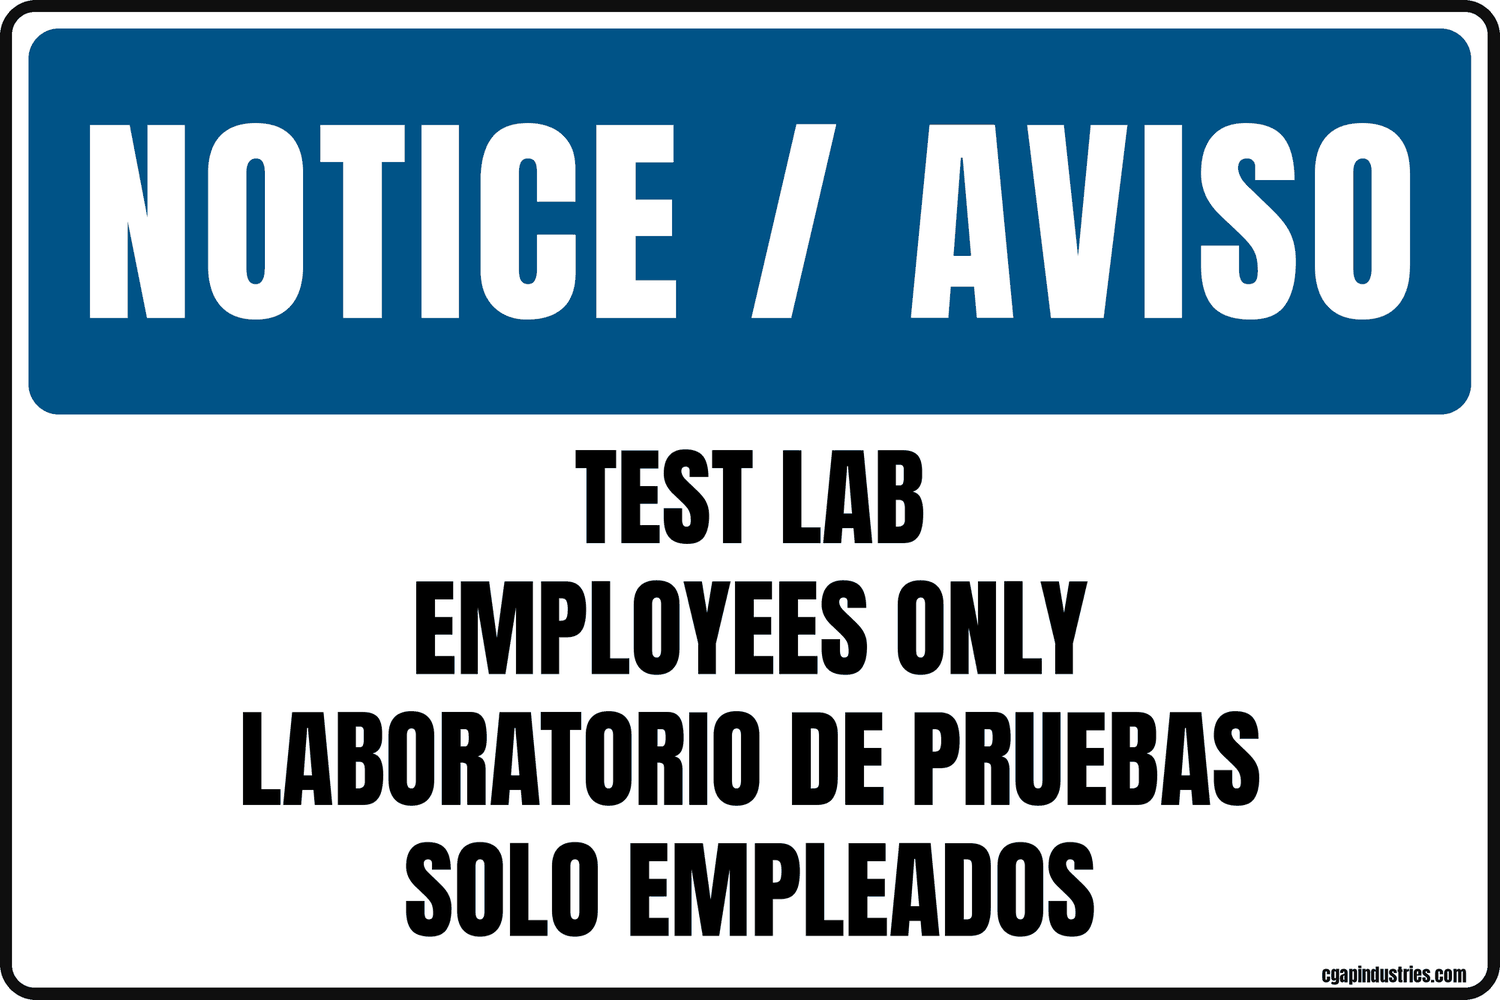 NOTICE / AVISO
TEST LAB
EMPLOYEES ONLY
LABORATORIO DE PRUEBAS
SOLO EMPLEADOS
cgapindustries.com